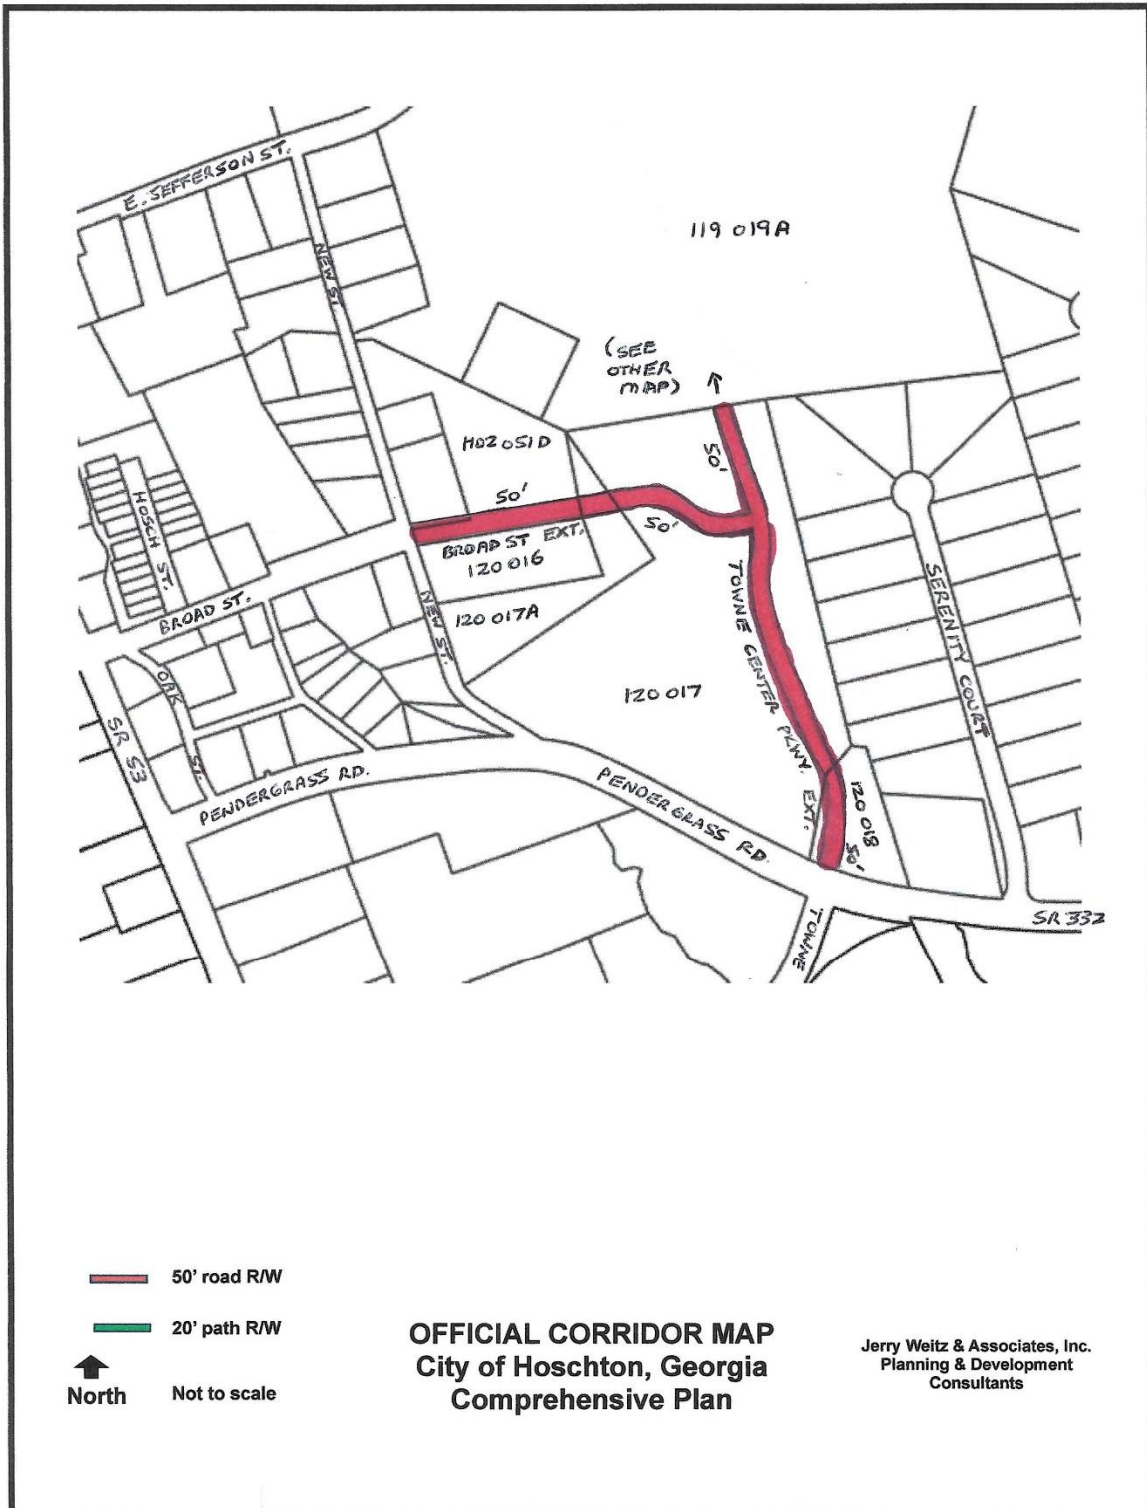 E. SEFFERSON ST.
NEW ST.
119 019A
(SEE
OTHER
MAP)
50'
H02 051D
50'
50'
BROAD ST EXT.
120 016
HOSCH ST.
BROAD ST.
NEW ST.
120 017A
TOWNE CENTER PKWY. EXT.
SERENITY COURT
OAK ST.
120 017
SR 53
PENDERGRASS RD.
PENDERGRASS RD.
120 018
50'
TOWNE
SR 332
50' road R/W
20' path R/W
North
Not to scale
OFFICIAL CORRIDOR MAP
City of Hoschton, Georgia
Comprehensive Plan
Jerry Weitz & Associates, Inc.
Planning & Development
Consultants